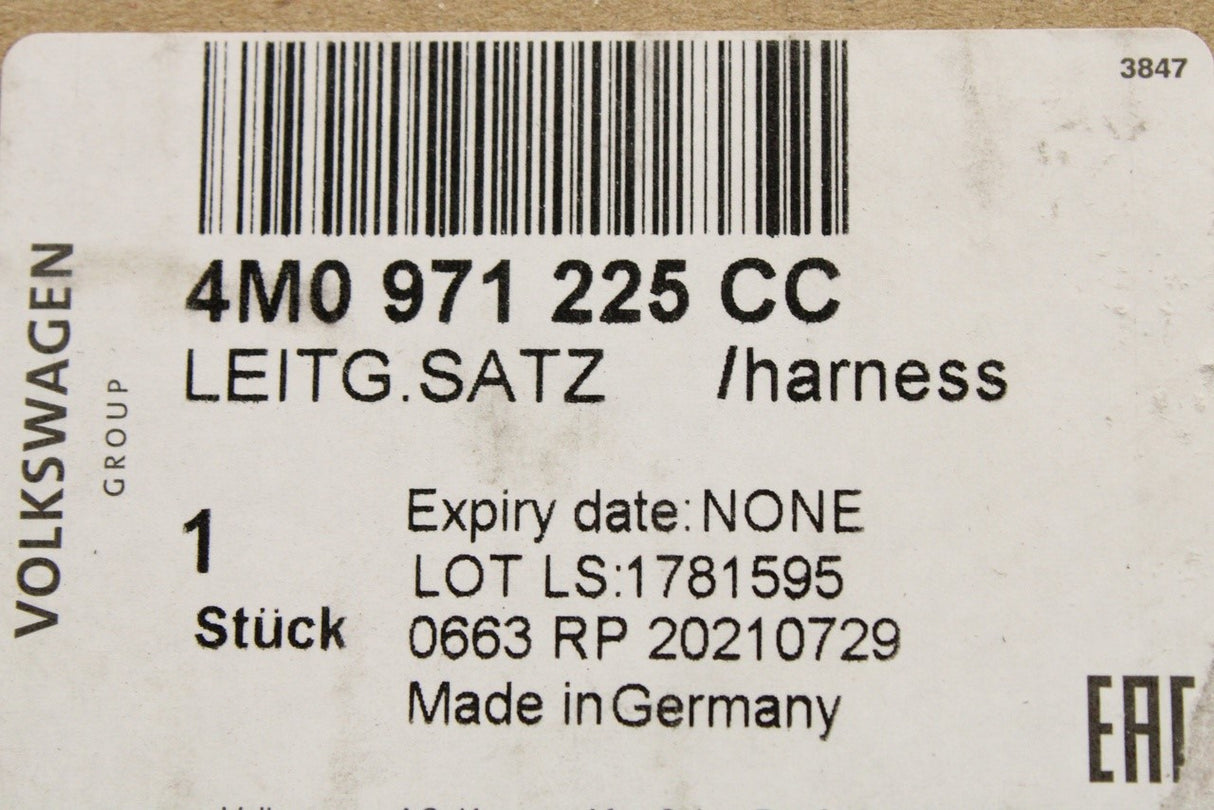 3847
4M0 971 225 CC
LEITG.SATZ /harness
VOLKSWAGEN
GROUP
1
Stück
Expiry date: NONE
LOT LS:1781595
0663 RP 20210729
Made in Germany
EAC